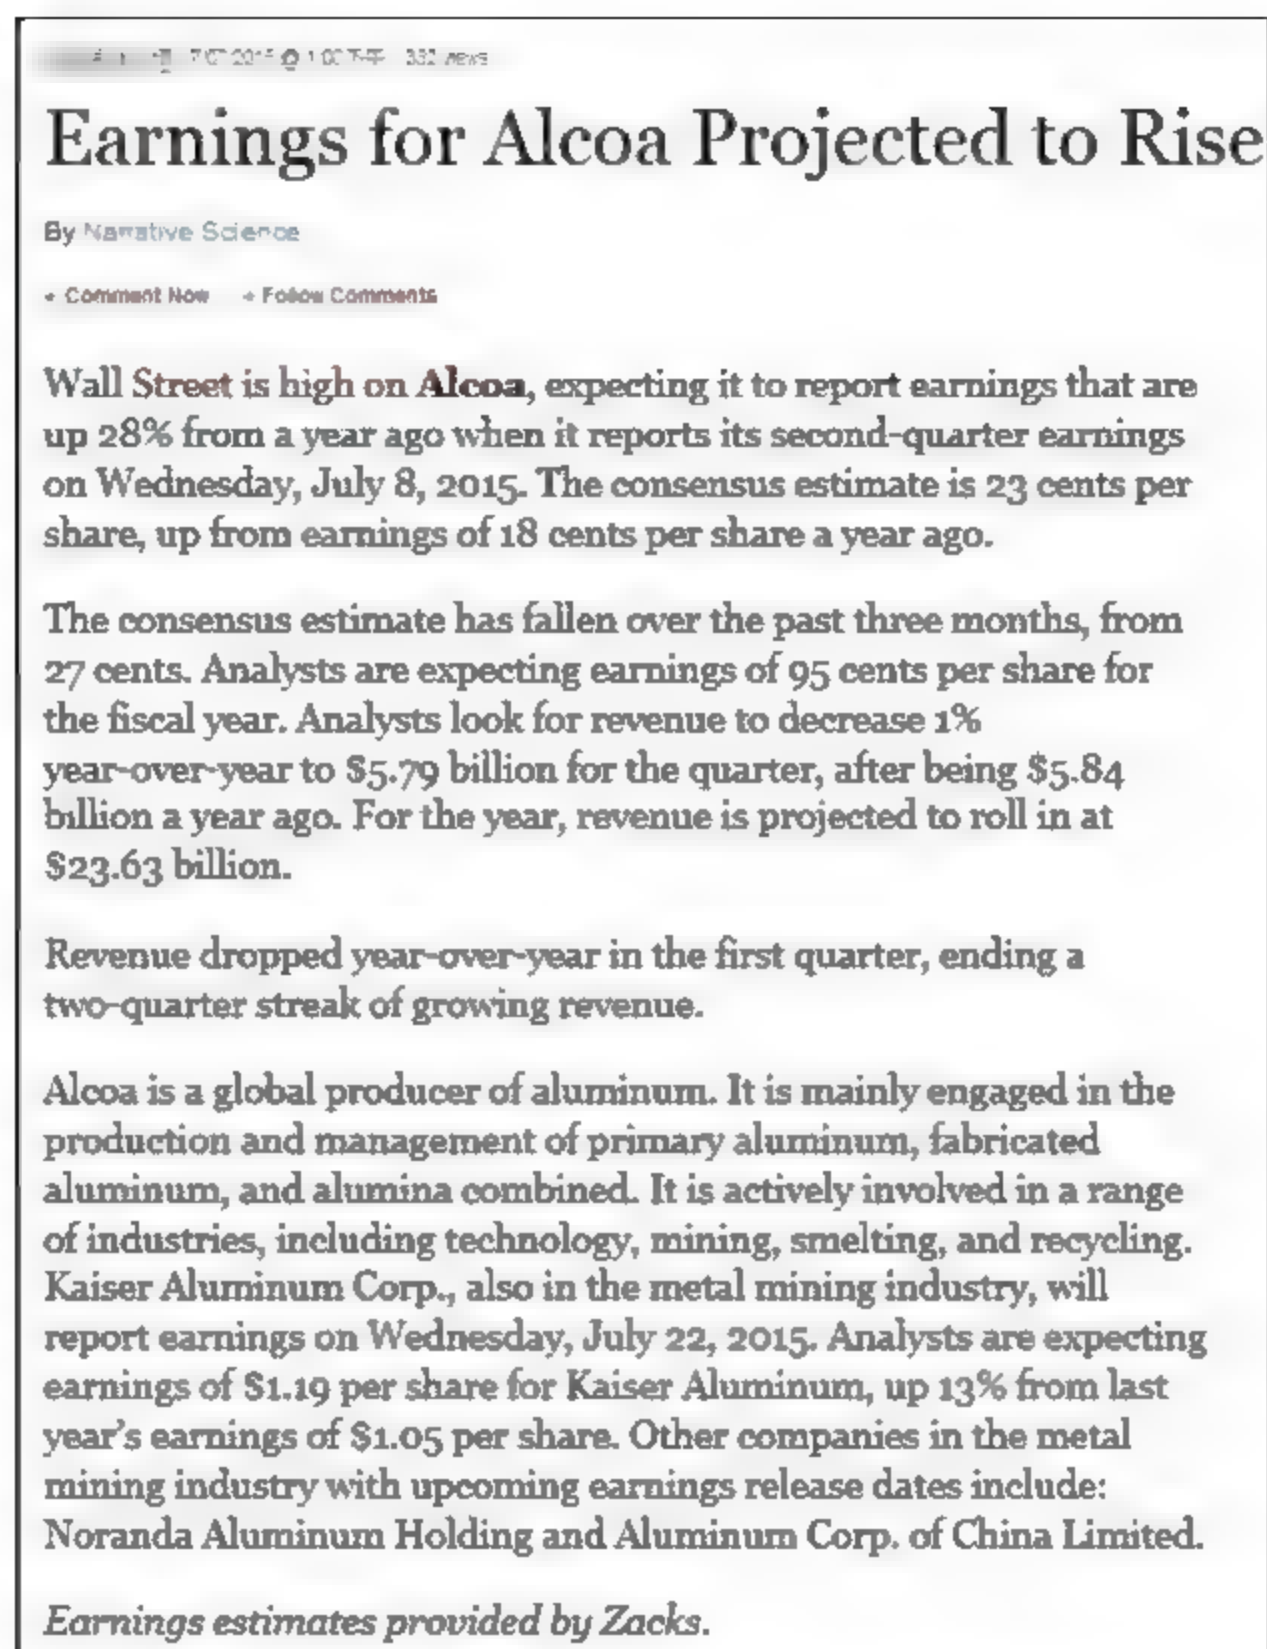 2015 @ 1:00 332 views
Earnings for Alcoa Projected to Rise
By Narrative Science
+ Comment Now + Follow Comments
Wall Street is high on Alcoa, expecting it to report earnings that are
up 28% from a year ago when it reports its second-quarter earnings
on Wednesday, July 8, 2015. The consensus estimate is 23 cents per
share, up from earnings of 18 cents per share a year ago.
The consensus estimate has fallen over the past three months, from
27 cents. Analysts are expecting earnings of 95 cents per share for
the fiscal year. Analysts look for revenue to decrease 1%
year-over-year to $5.79 billion for the quarter, after being $5.84
billion a year ago. For the year, revenue is projected to roll in at
$23.63 billion.
Revenue dropped year-over-year in the first quarter, ending a
two-quarter streak of growing revenue.
Alcoa is a global producer of aluminum. It is mainly engaged in the
production and management of primary aluminum, fabricated
aluminum, and alumina combined. It is actively involved in a range
of industries, including technology, mining, smelting, and recycling.
Kaiser Aluminum Corp., also in the metal mining industry, will
report earnings on Wednesday, July 22, 2015. Analysts are expecting
earnings of $1.19 per share for Kaiser Aluminum, up 13% from last
year's earnings of $1.05 per share. Other companies in the metal
mining industry with upcoming earnings release dates include:
Noranda Aluminum Holding and Aluminum Corp. of China Limited.
Earnings estimates provided by Zacks.